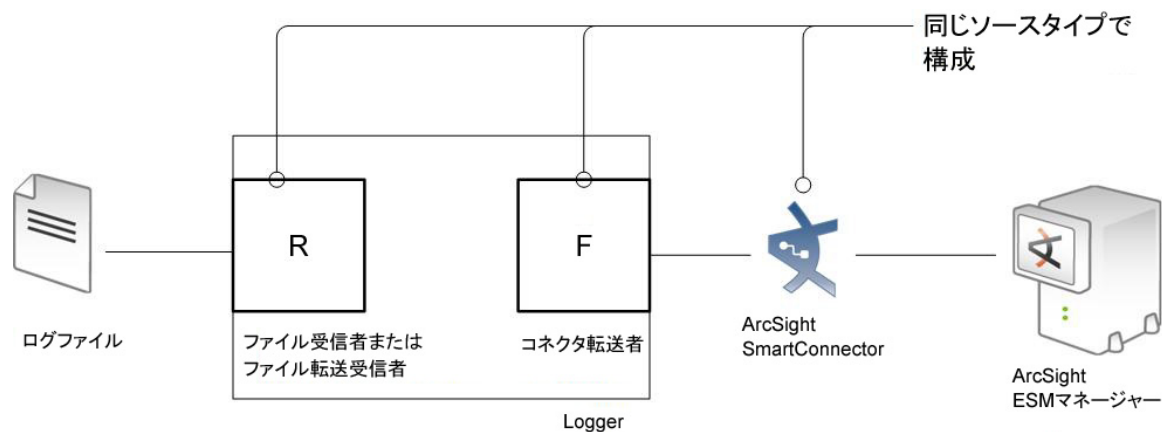 同じソースタイプで
構成
R
F
ログファイル
ファイル受信者または
ファイル転送受信者
コネクタ転送者
ArcSight
SmartConnector
ArcSight
ESMマネージャー
Logger